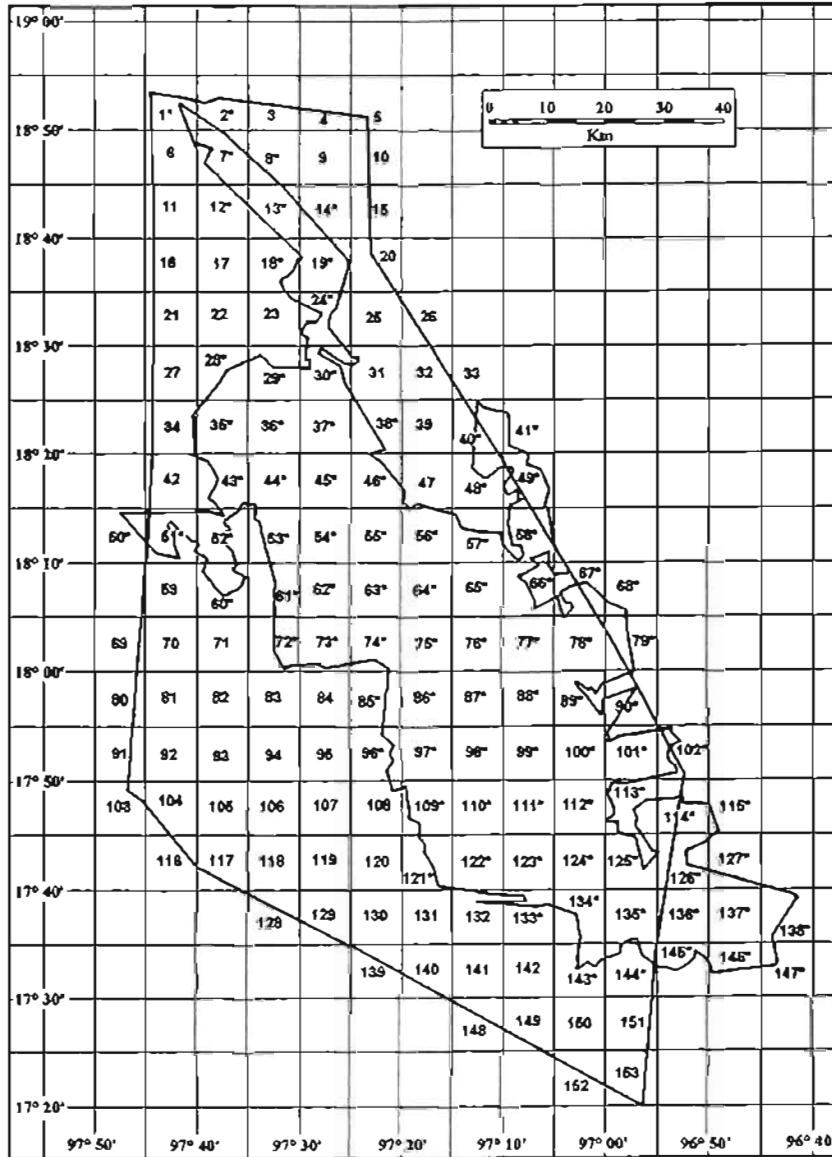 19° 00'
0 10 20 30 40
Km
1* 2* 3 4 5
18° 50'
6 7* 8* 9 10
11 12* 13* 14* 15
18° 40'
16 17 18* 19* 20
21 22 23 24* 25 26
18° 30'
27 28* 29* 30* 31 32 33
34 35* 36* 37* 38* 39 40* 41*
18° 20'
42 43* 44* 45* 46* 47 48* 49*
50* 51* 52* 53* 54* 55* 56* 57* 58*
18° 10'
59 60* 61* 62* 63* 64* 65* 66* 67* 68*
69 70 71 72* 73* 74* 75* 76* 77* 78* 79*
18° 00'
80 81 82 83 84 85* 86* 87* 88* 89* 90*
91 92 93 94 95 96* 97* 98* 99* 100* 101* 102*
17° 50'
103 104 105 106 107 108 109* 110* 111* 112* 113* 114* 115*
116 117 118 119 120 121* 122* 123* 124* 125* 126* 127*
17° 40'
128 129 130 131 132 133* 134* 135* 136* 137* 138*
139 140 141 142 143* 144* 145* 146* 147*
17° 30'
148 149 150 151
152 153
17° 20'
97° 50' 97° 40' 97° 30' 97° 20' 97° 10' 97° 00' 96° 50' 96° 40'